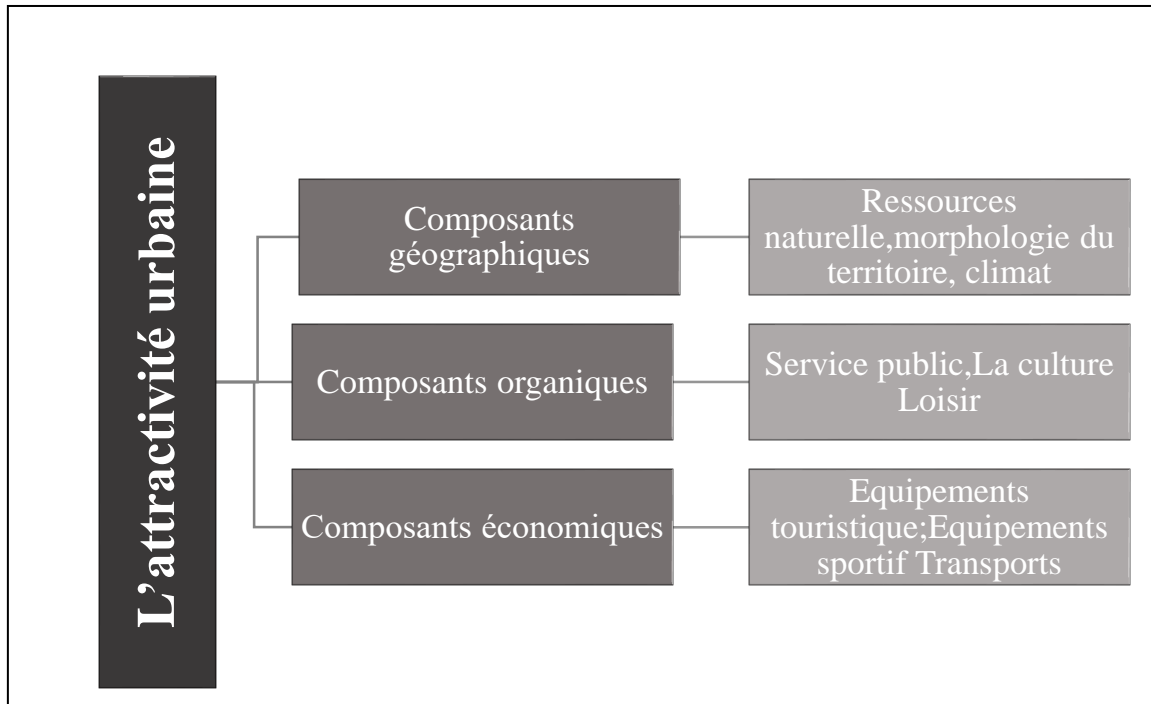 L'attractivité urbaine
Composants
géographiques
Ressources
naturelle,morphologie du
territoire, climat
Composants organiques
Service public,La culture
Loisir
Composants économiques
Equipements
touristique;Equipements
sportif Transports